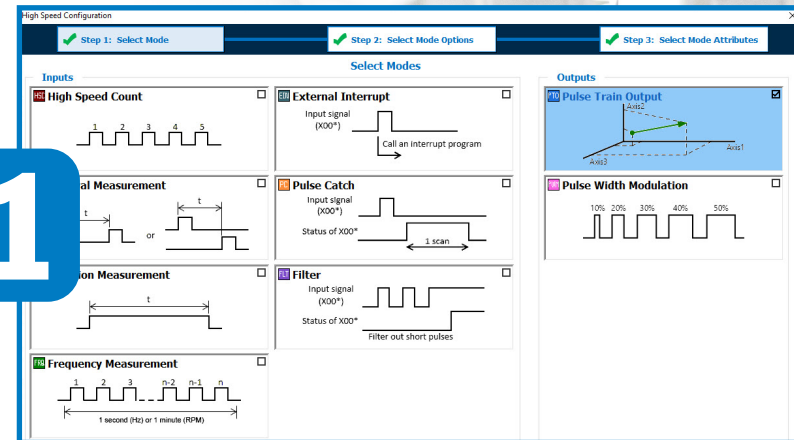 High Speed Configuration
Step 1: Select Mode
Step 2: Select Mode Options
Step 3: Select Mode Attributes
Select Modes
Inputs
High Speed Count
1 2 3 4 5
al Measurement
t
or
t
ion Measurement
t
FRQ Frequency Measurement
1 2 3 n-2 n-1 n
1 second (Hz) or 1 minute (RPM)
External Interrupt
Input signal
(X00*)
Call an interrupt program
PC Pulse Catch
Input signal
(X00*)
Status of X00*
1 scan
FLT Filter
Input signal
(X00*)
Status of X00*
Filter out short pulses
Outputs
PTO Pulse Train Output
Axis2
Axis1
Axis3
Pulse Width Modulation
10% 20% 30% 40% 50%
1